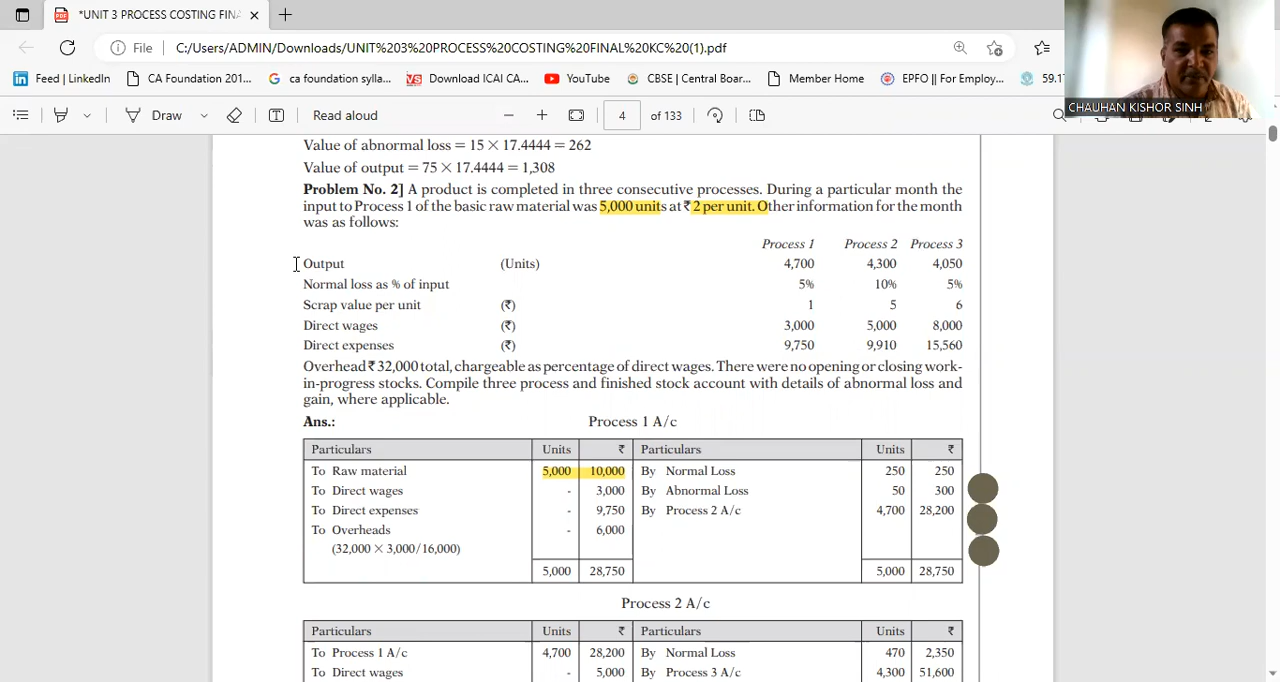 *UNIT 3 PROCESS COSTING FINA
File C:/Users/ADMIN/Downloads/UNIT%203%20PROCESS%20COSTING%20FINAL%20KC%20(1).pdf
Feed | LinkedIn CA Foundation 201... ca foundation sylla... Download ICAI CA... YouTube CBSE | Central Boar... Member Home EPFO || For Employ... 59.1
CHAUHAN KISHOR SINH
Draw Read aloud 4 of 133
Value of abnormal loss = 15 × 17.4444 = 262
Value of output = 75 × 17.4444 = 1,308
Problem No. 2] A product is completed in three consecutive processes. During a particular month the
input to Process 1 of the basic raw material was 5,000 units at ₹ 2 per unit. Other information for the month
was as follows:
Process 1 Process 2 Process 3
Output (Units) 4,700 4,300 4,050
Normal loss as % of input 5% 10% 5%
Scrap value per unit (₹) 1 5 6
Direct wages (₹) 3,000 5,000 8,000
Direct expenses (₹) 9,750 9,910 15,560
Overhead ₹ 32,000 total, chargeable as percentage of direct wages. There were no opening or closing work-
in-progress stocks. Compile three process and finished stock account with details of abnormal loss and
gain, where applicable.
Ans.: Process 1 A/c
Particulars Units ₹ Particulars Units ₹
To Raw material 5,000 10,000 By Normal Loss 250 250
To Direct wages - 3,000 By Abnormal Loss 50 300
To Direct expenses - 9,750 By Process 2 A/c 4,700 28,200
To Overheads - 6,000
(32,000 × 3,000/16,000)
5,000 28,750 5,000 28,750
Process 2 A/c
Particulars Units ₹ Particulars Units ₹
To Process 1 A/c 4,700 28,200 By Normal Loss 470 2,350
To Direct wages - 5,000 By Process 3 A/c 4,300 51,600